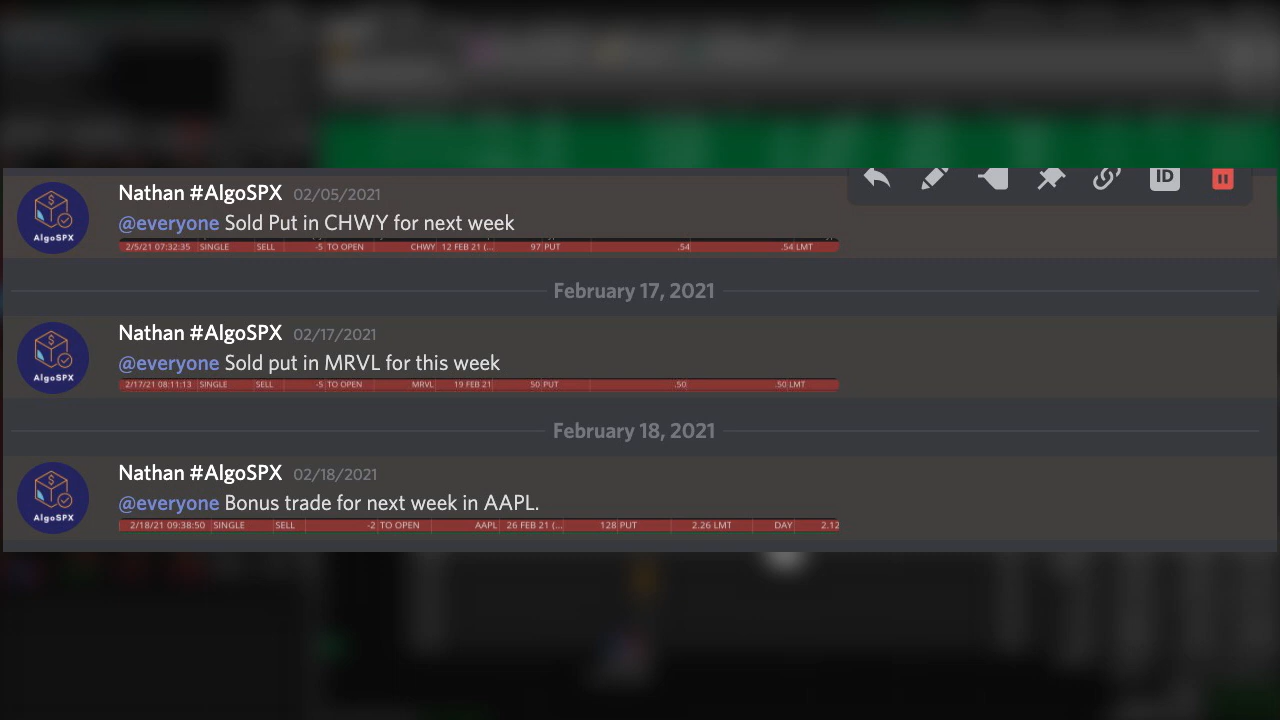 ID
Nathan #AlgoSPX 02/05/2021
@everyone Sold Put in CHWY for next week
AlgoSPX
2/5/21 07:32:35 SINGLE SELL -5 TO OPEN CHWY 12 FEB 21 (... 97 PUT .54 .54 LMT
February 17, 2021
Nathan #AlgoSPX 02/17/2021
@everyone Sold put in MRVL for this week
AlgoSPX
2/17/21 08:11:13 SINGLE SELL -5 TO OPEN MRVL 19 FEB 21 50 PUT .50 .50 LMT
February 18, 2021
Nathan #AlgoSPX 02/18/2021
@everyone Bonus trade for next week in AAPL.
AlgoSPX
2/18/21 09:38:50 SINGLE SELL -2 TO OPEN AAPL 26 FEB 21 (... 128 PUT 2.26 LMT DAY 2.12